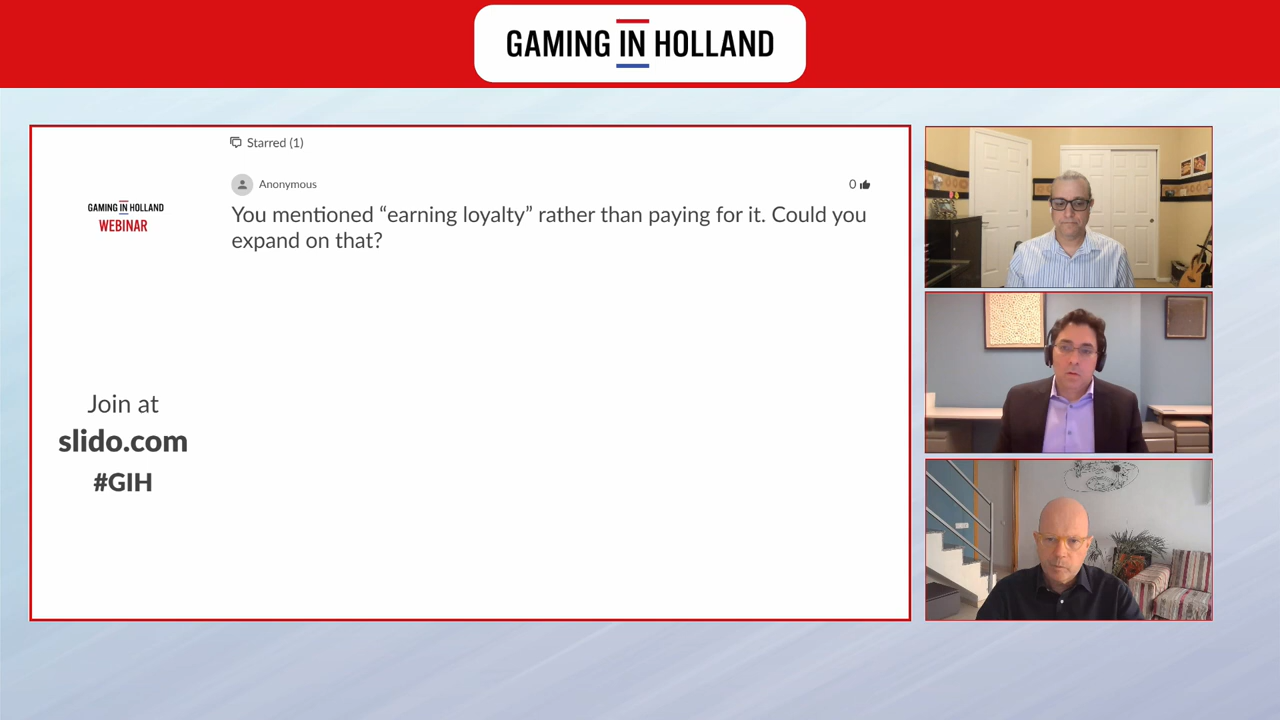 GAMING IN HOLLAND
Starred (1)
Anonymous
0
You mentioned “earning loyalty” rather than paying for it. Could you
expand on that?
GAMING IN HOLLAND
WEBINAR
Join at
slido.com
#GIH